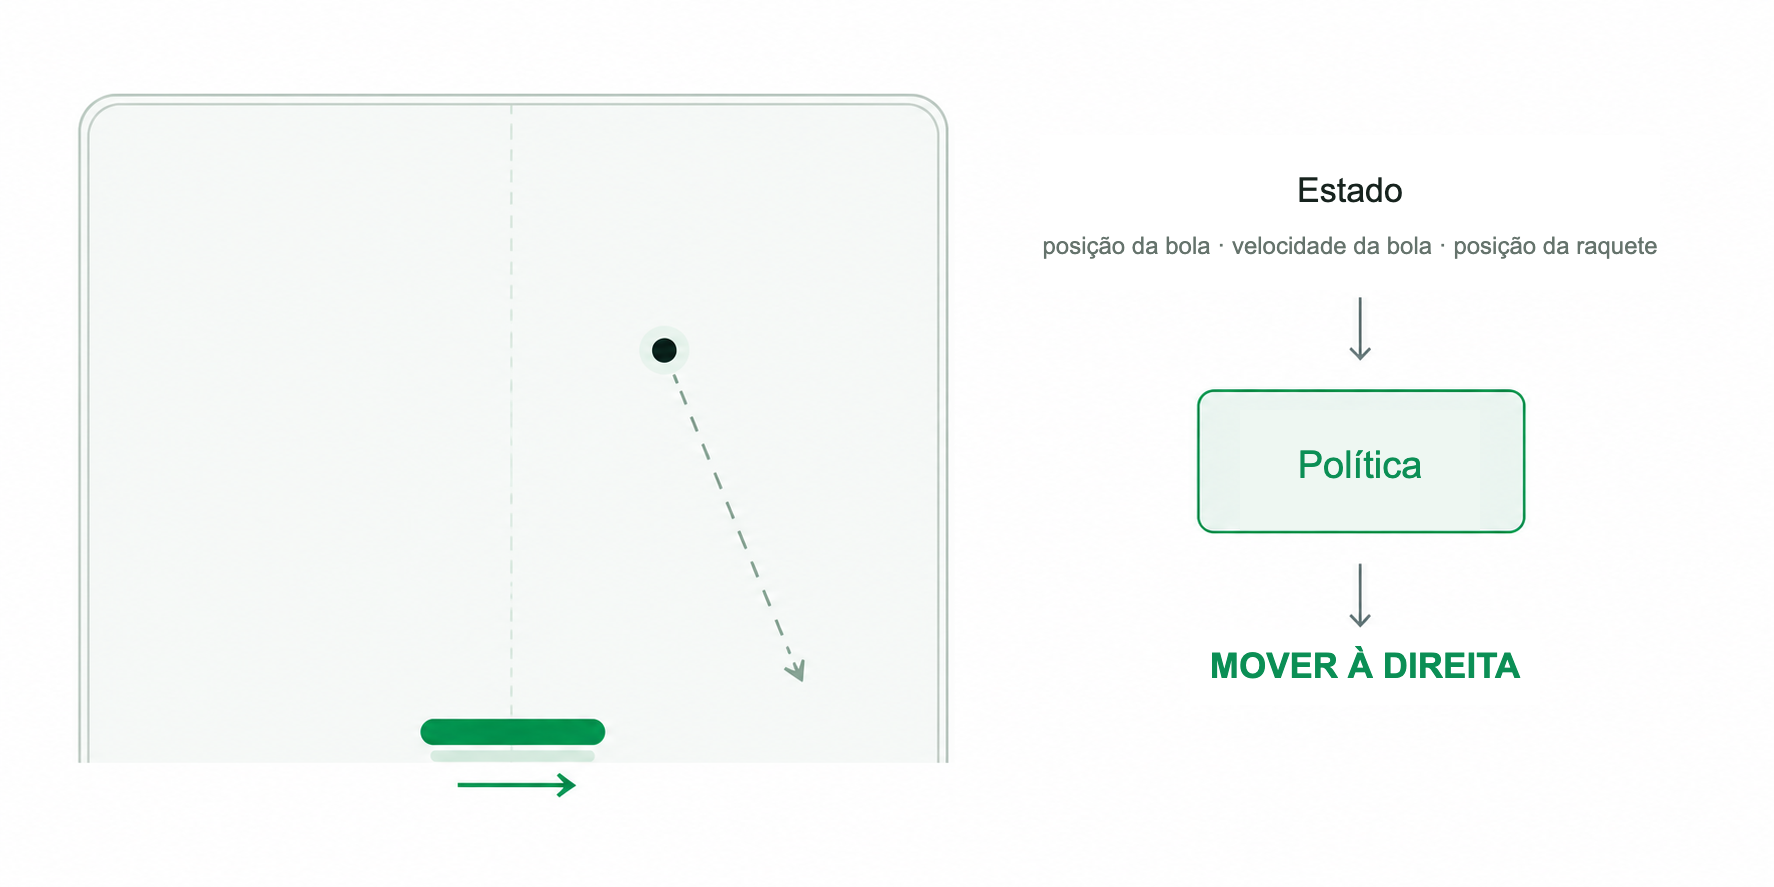 Estado
posição da bola · velocidade da bola · posição da raquete
Política
MOVER À DIREITA